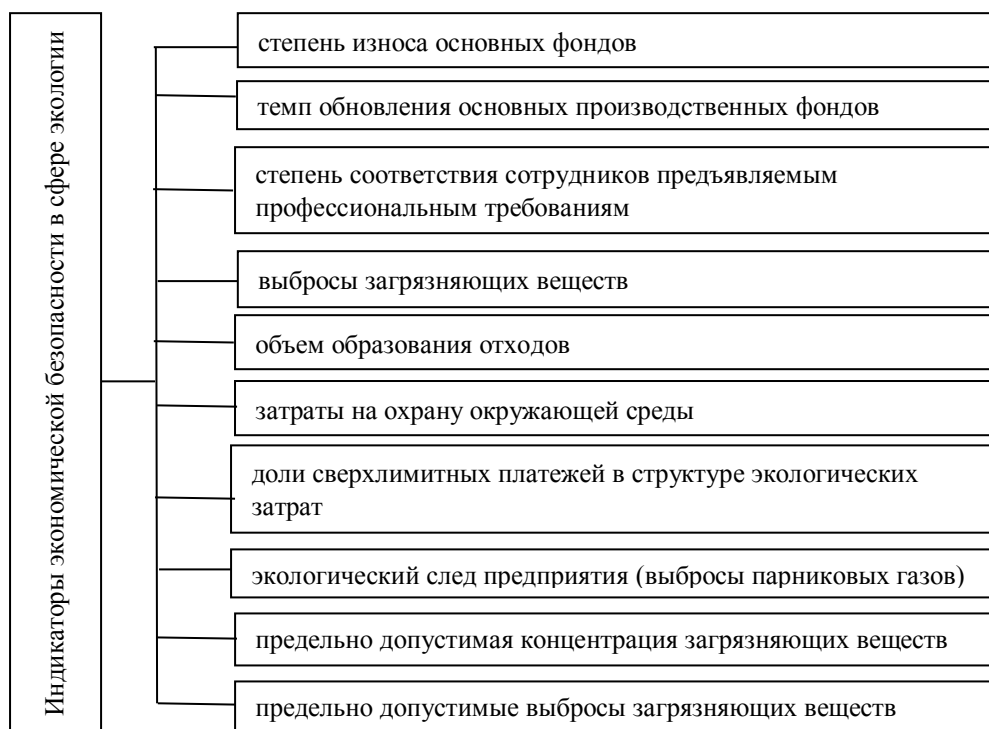 Индикаторы экономической безопасности в сфере экологии
степень износа основных фондов
темп обновления основных производственных фондов
степень соответствия сотрудников предъявляемым
профессиональным требованиям
выбросы загрязняющих веществ
объем образования отходов
затраты на охрану окружающей среды
доли сверхлимитных платежей в структуре экологических
затрат
экологический след предприятия (выбросы парниковых газов)
предельно допустимая концентрация загрязняющих веществ
предельно допустимые выбросы загрязняющих веществ